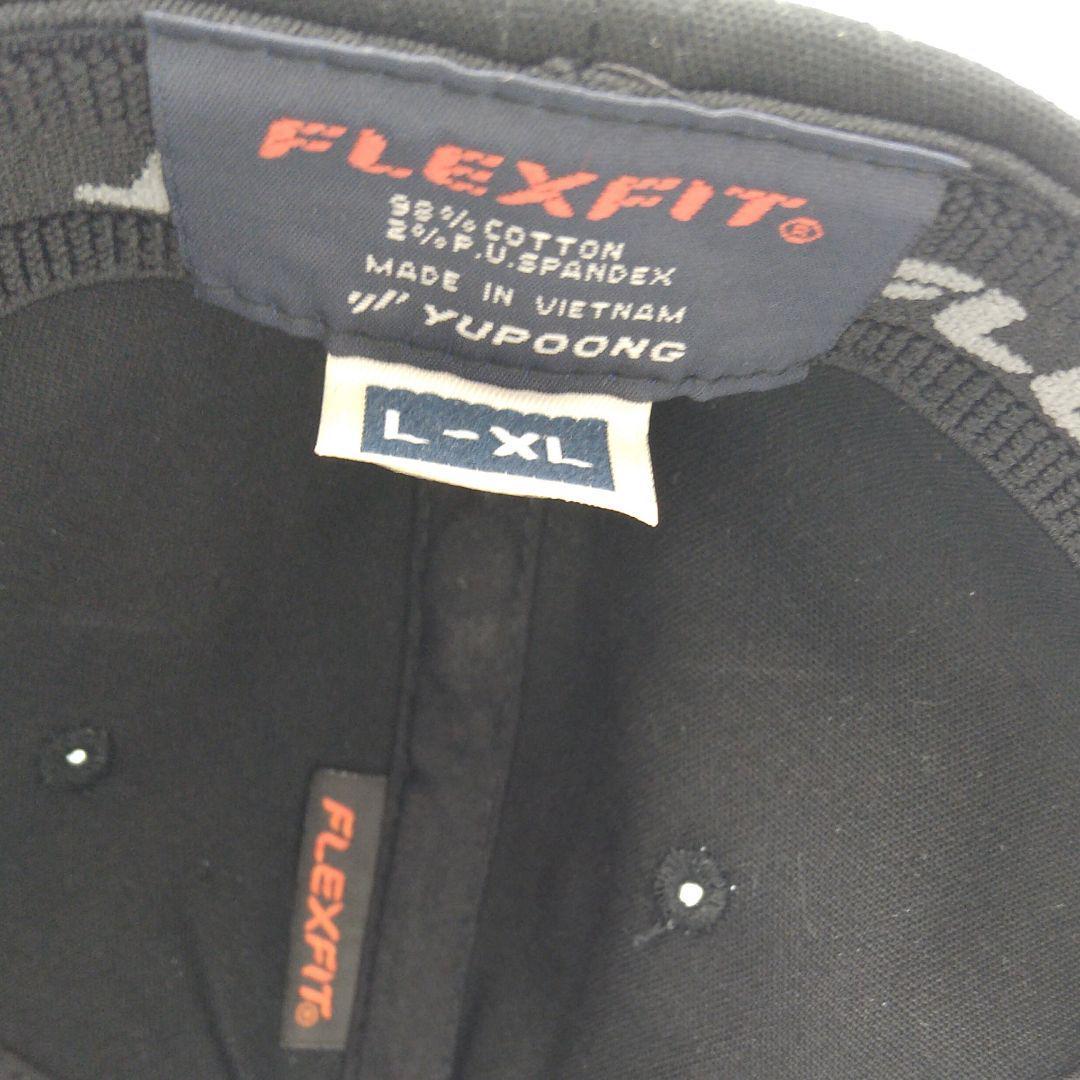 FLEXFIT®
98% COTTON
2% P.U.SPANDEX
MADE IN VIETNAM
YUPOONG
L-XL
FLEXFIT®